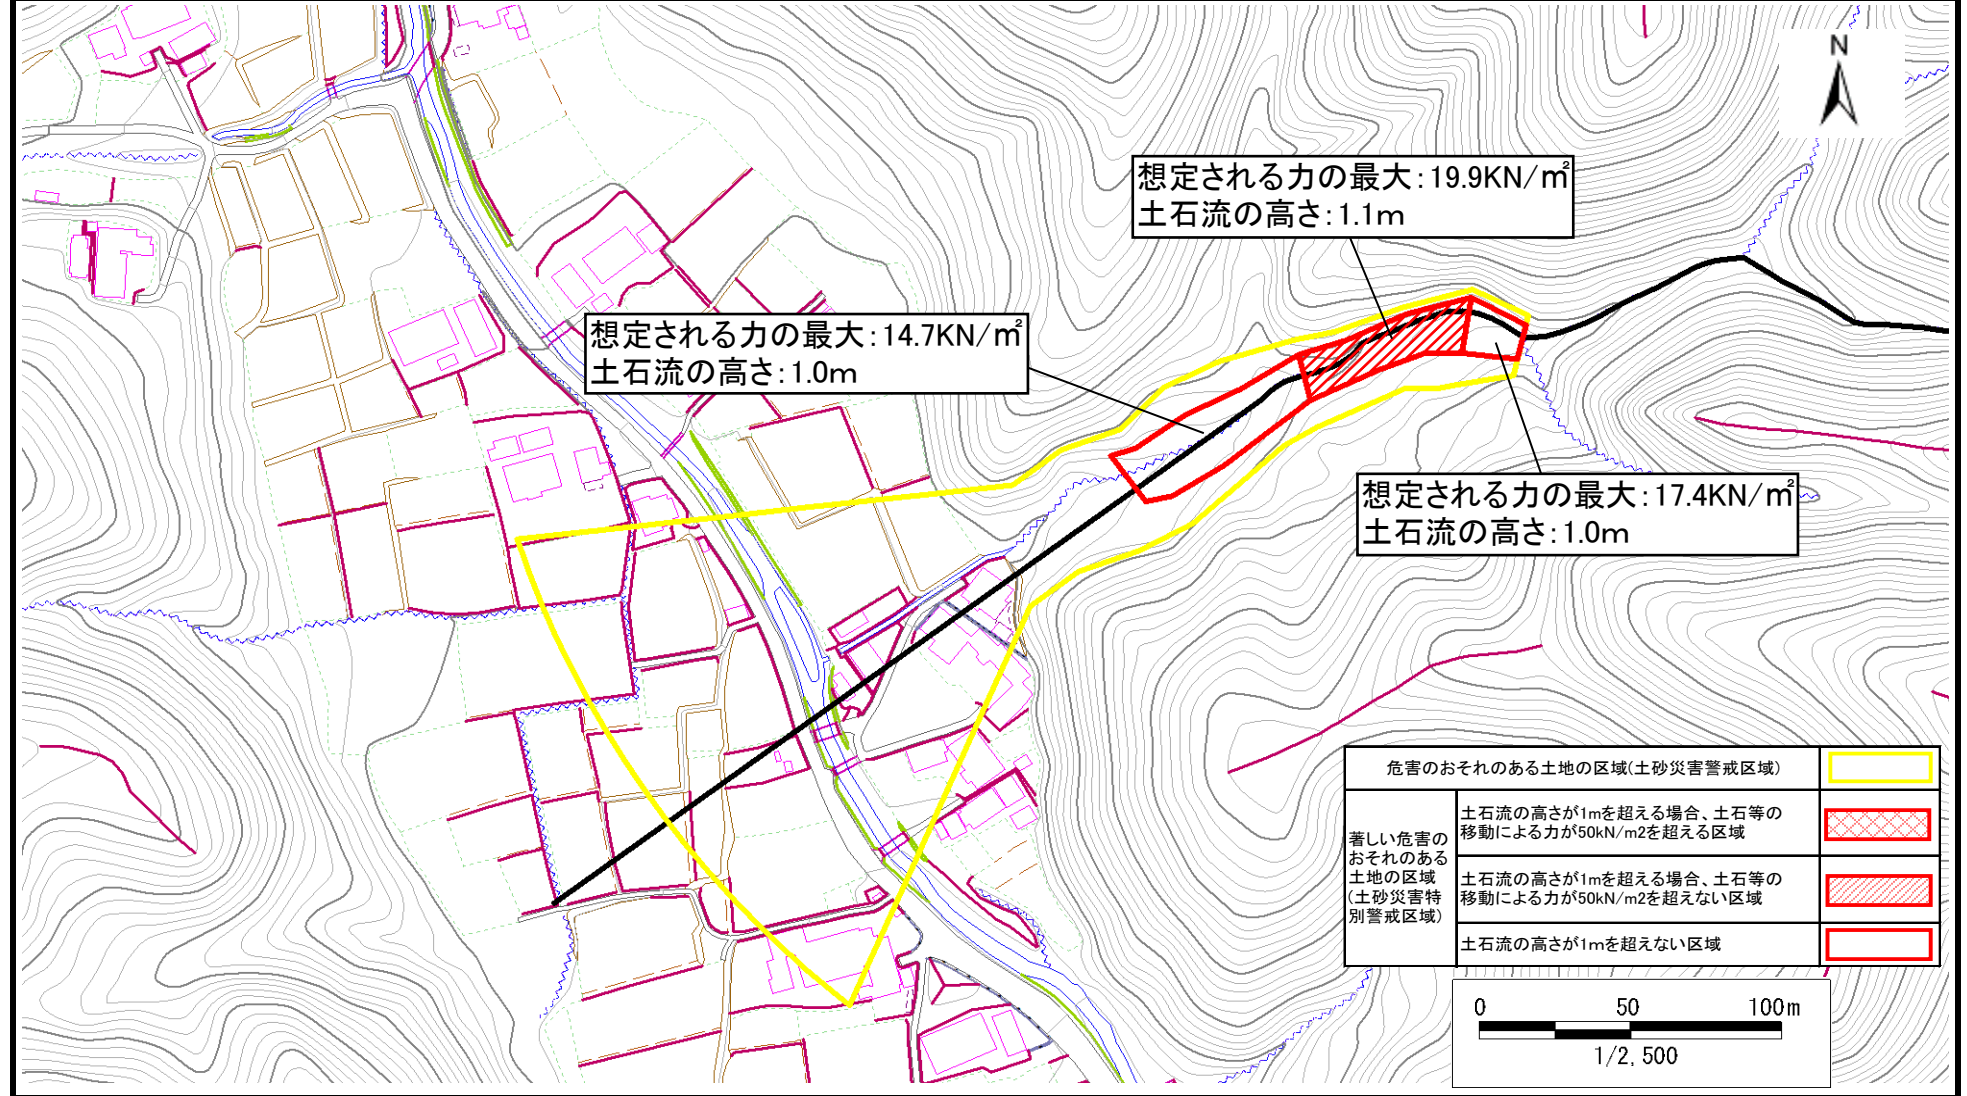 N
想定される力の最大:19.9KN/㎡
土石流の高さ:1.1m
想定される力の最大:14.7KN/㎡
土石流の高さ:1.0m
想定される力の最大:17.4KN/㎡
土石流の高さ:1.0m
危害のおそれのある土地の区域(土砂災害警戒区域)
著しい危害の
おそれのある
土地の区域
(土砂災害特
別警戒区域)
土石流の高さが1mを超える場合、土石等の
移動による力が50kN/m2を超える区域
土石流の高さが1mを超える場合、土石等の
移動による力が50kN/m2を超えない区域
土石流の高さが1mを超えない区域
0 50 100m
1/2,500